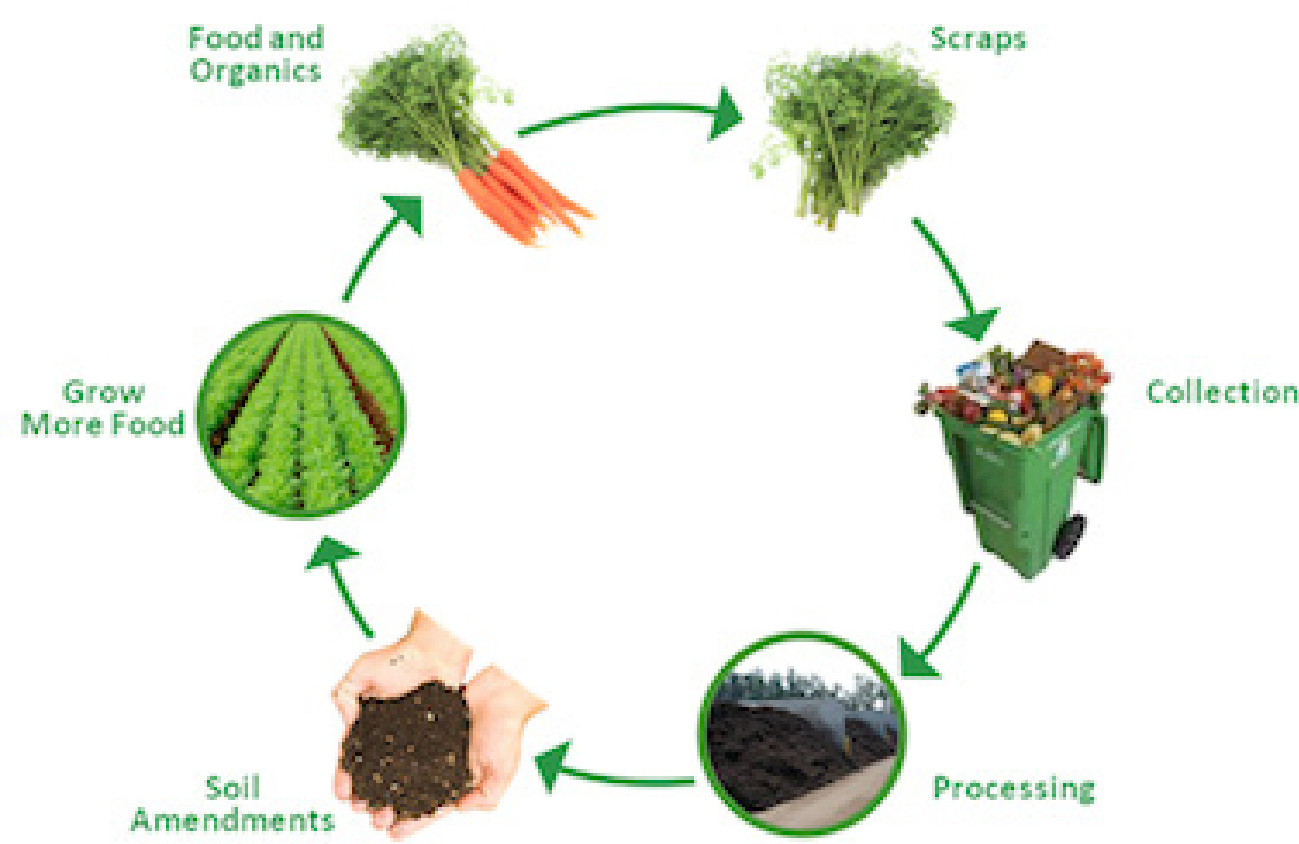 Food and
Organics
Scraps
Collection
Processing
Soil
Amendments
Grow
More Food